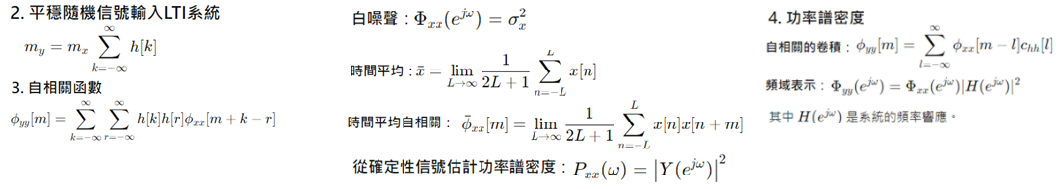 2. 平穩隨機信號輸入LTI系統
m_y = m_x \sum_{k=-\infty}^{\infty} h[k]
3. 自相關函數
\phi_{yy}[m] = \sum_{k=-\infty}^{\infty} \sum_{r=-\infty}^{\infty} h[k]h[r]\phi_{xx}[m+k-r]
白噪聲：\Phi_{xx}(e^{j\omega}) = \sigma_x^2
時間平均：\bar{x} = \lim_{L\to\infty} \frac{1}{2L+1} \sum_{n=-L}^{L} x[n]
時間平均自相關： \bar{\phi}_{xx}[m] = \lim_{L\to\infty} \frac{1}{2L+1} \sum_{n=-L}^{L} x[n]x[n+m]
從確定性信號估計功率譜密度：P_{xx}(\omega) = |Y(e^{j\omega})|^2
4. 功率譜密度
自相關的卷積：\phi_{yy}[m] = \sum_{l=-\infty}^{\infty} \phi_{xx}[m-l]c_{hh}[l]
頻域表示：\Phi_{yy}(e^{j\omega}) = \Phi_{xx}(e^{j\omega})|H(e^{j\omega})|^2
其中 H(e^{j\omega}) 是系統的頻率響應。